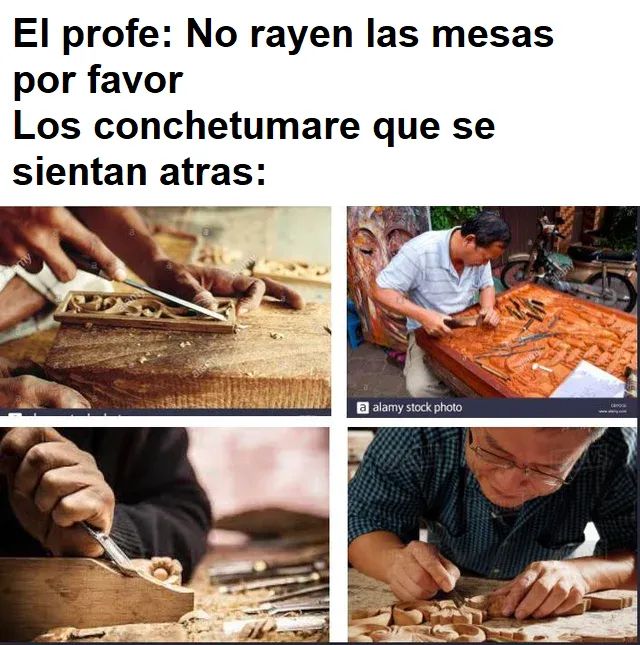 El profe: No rayen las mesas
por favor
Los conchetumare que se
sientan atras:
a alamy stock photo